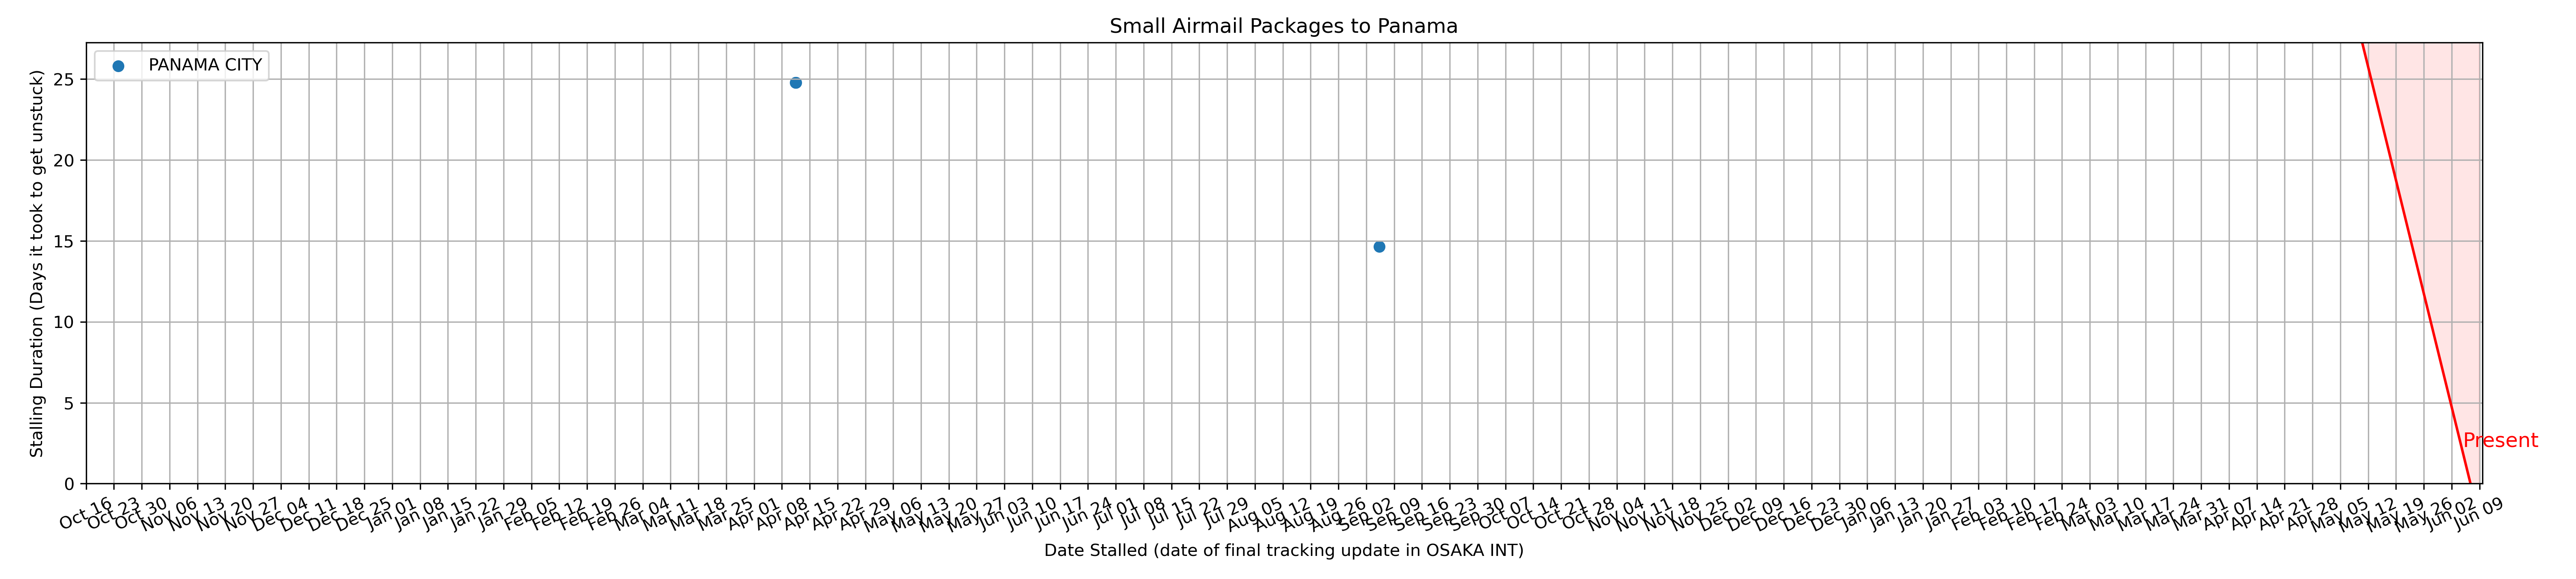 Small Airmail Packages to Panama
PANAMA CITY
Stalling Duration (Days it took to get unstuck)
25
20
15
10
5
0
Present
Oct 16
Oct 23
Oct 30
Nov 06
Nov 13
Nov 20
Nov 27
Dec 04
Dec 11
Dec 18
Dec 25
Jan 01
Jan 08
Jan 15
Jan 22
Jan 29
Feb 05
Feb 12
Feb 19
Feb 26
Mar 04
Mar 11
Mar 18
Mar 25
Apr 01
Apr 08
Apr 15
Apr 22
Apr 29
May 06
May 13
May 20
May 27
Jun 03
Jun 10
Jun 17
Jun 24
Jul 01
Jul 08
Jul 15
Jul 22
Jul 29
Aug 05
Aug 12
Aug 19
Aug 26
Sep 02
Sep 09
Sep 16
Sep 23
Sep 30
Oct 07
Oct 14
Oct 21
Oct 28
Nov 04
Nov 11
Nov 18
Nov 25
Dec 02
Dec 09
Dec 16
Dec 23
Dec 30
Jan 06
Jan 13
Jan 20
Jan 27
Feb 03
Feb 10
Feb 17
Feb 24
Mar 03
Mar 10
Mar 17
Mar 24
Mar 31
Apr 07
Apr 14
Apr 21
Apr 28
May 05
May 12
May 19
May 26
Jun 02
Jun 09
Date Stalled (date of final tracking update in OSAKA INT)